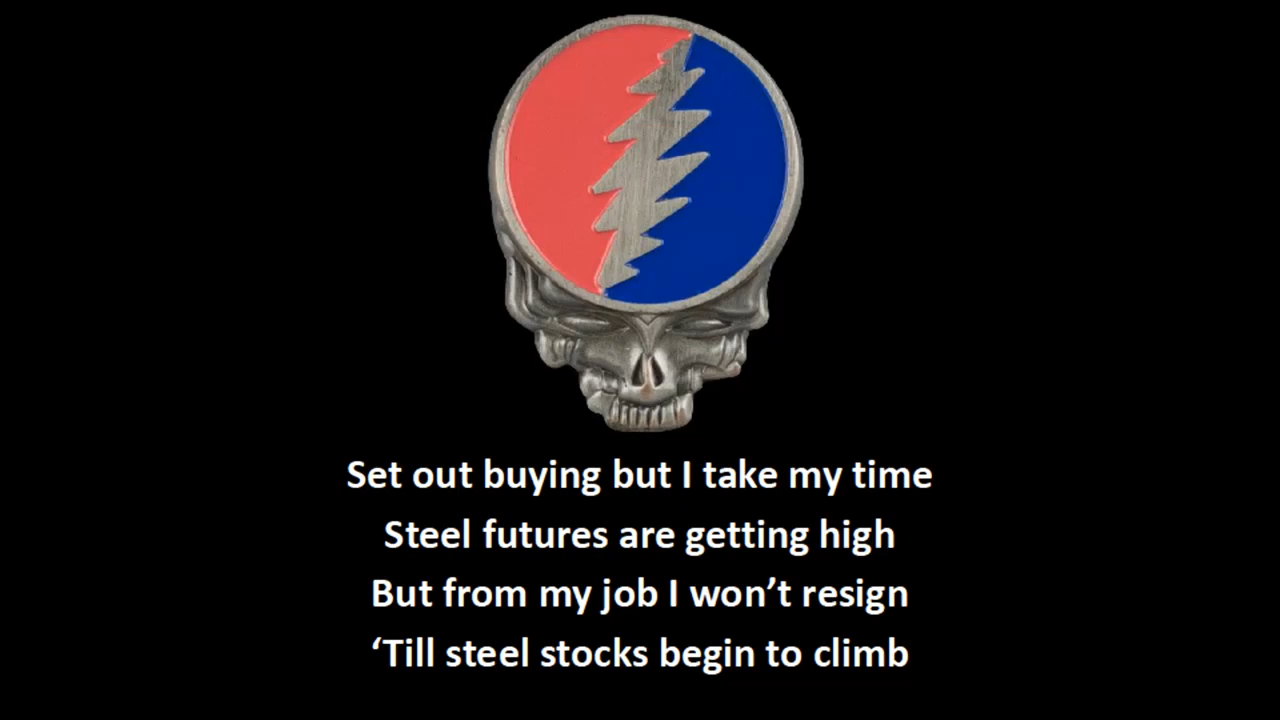 Set out buying but I take my time
Steel futures are getting high
But from my job I won’t resign
‘Till steel stocks begin to climb